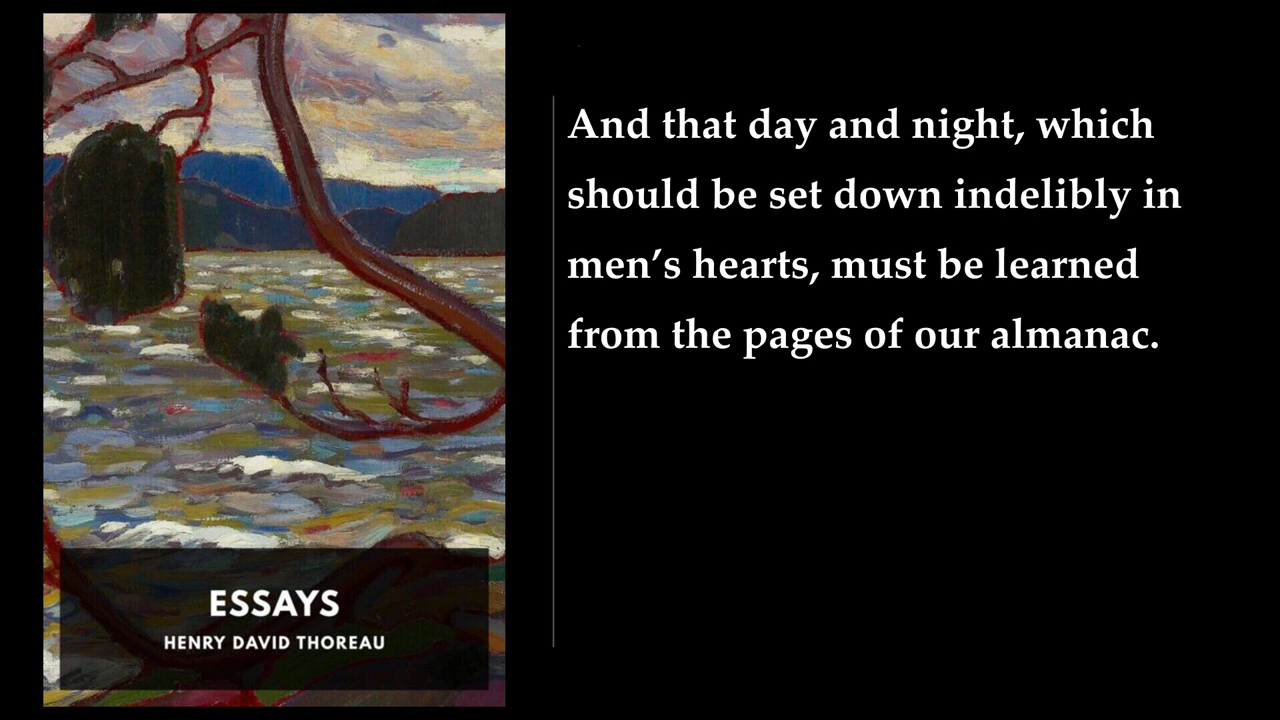 And that day and night, which
should be set down indelibly in
men’s hearts, must be learned
from the pages of our almanac.
ESSAYS
HENRY DAVID THOREAU